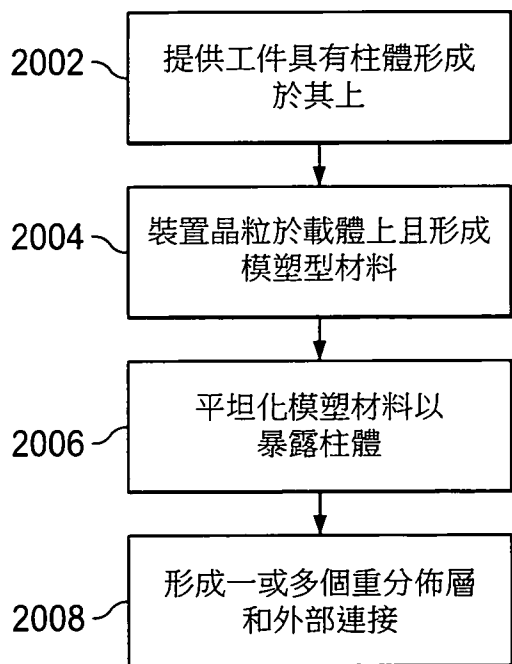 2002
提供工件具有柱體形成
於其上
2004
裝置晶粒於載體上且形成
模塑型材料
2006
平坦化模塑材料以
暴露柱體
2008
形成一或多個重分佈層
和外部連接